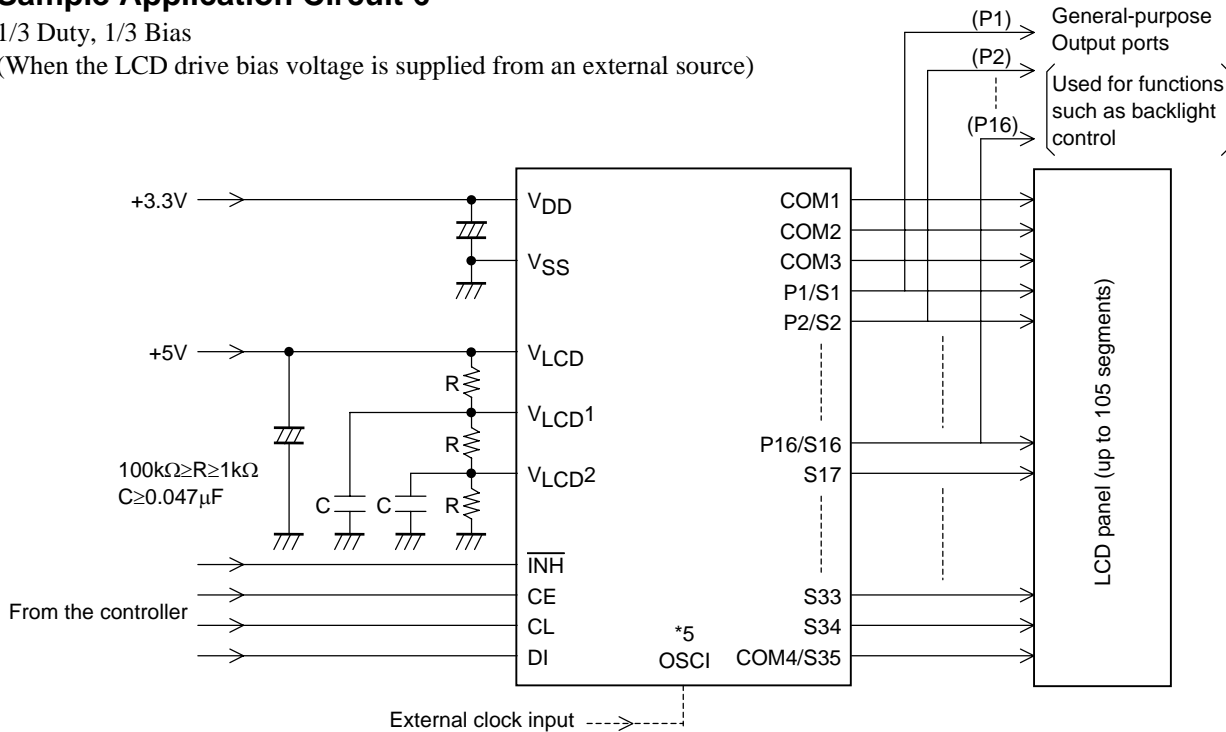 Sample Application Circuit 6
1/3 Duty, 1/3 Bias
(When the LCD drive bias voltage is supplied from an external source)
(P1)
General-purpose
Output ports
(P2)
Used for functions
such as backlight
control
(P16)
+3.3V
VDD
VSS
+5V
VLCD
R
VLCD1
R
VLCD2
R
100kΩ≥R≥1kΩ
C≥0.047μF
C
C
INH
From the controller
CE
CL
DI
*5
OSCI
External clock input
COM1
COM2
COM3
P1/S1
P2/S2
P16/S16
S17
S33
S34
COM4/S35
LCD panel (up to 105 segments)